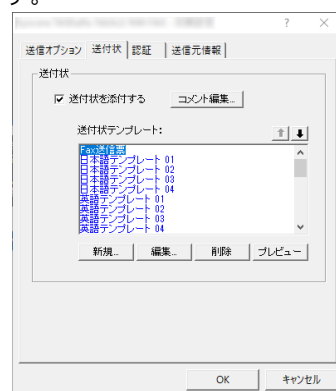 す。
送信オプション 送付状 認証 送信元情報
送付状
送付状を添付する コメント編集...
送付状テンプレート:
Fax送信票
日本語テンプレート 01
日本語テンプレート 02
日本語テンプレート 03
日本語テンプレート 04
英語テンプレート 01
英語テンプレート 02
英語テンプレート 03
英語テンプレート 04
新規... 編集... 削除 プレビュー
OK キャンセル